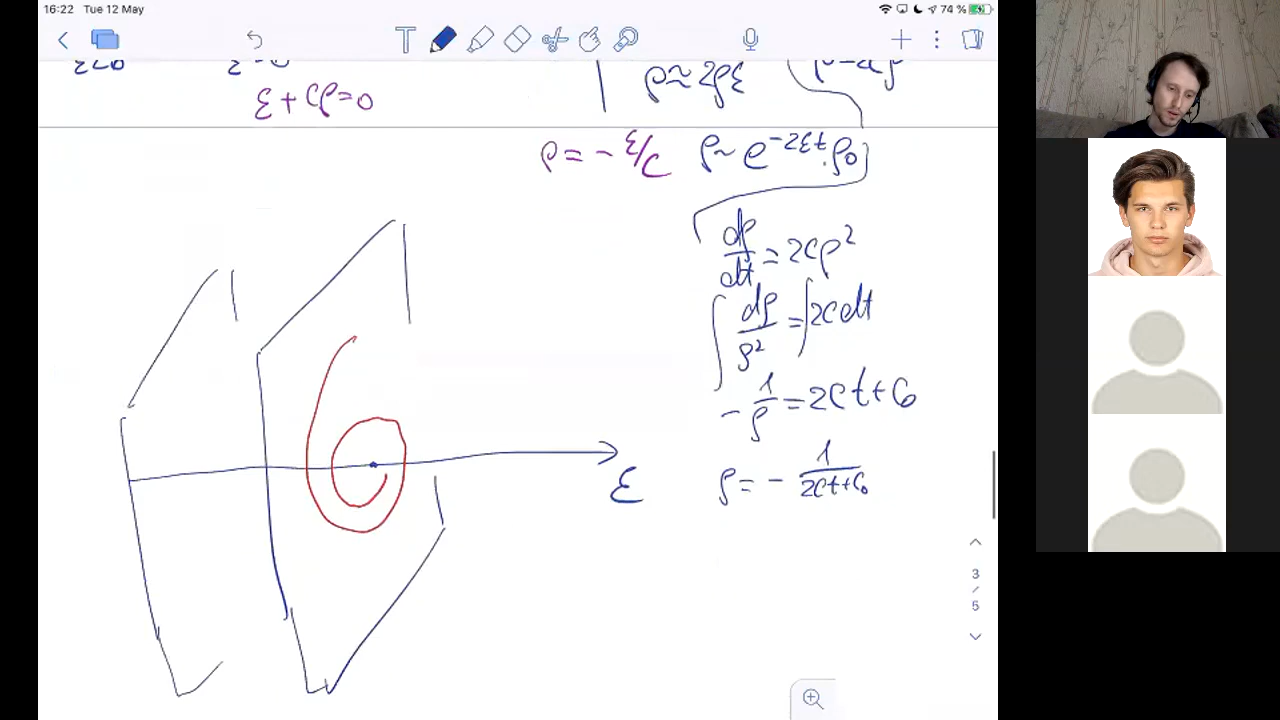 16:22 Tue 12 May
74 %
T
ε + Cρ = 0
ρ ≈ 2ρε
ρ = - ε/C
ρ ~ e^{-2εt} · ρ0
dρ/dt = 2Cρ²
∫ dρ/ρ² = ∫ 2C dt
- 1/ρ = 2Ct + C0
ρ = - 1/(2Ct + C0)
ε
3
/
5